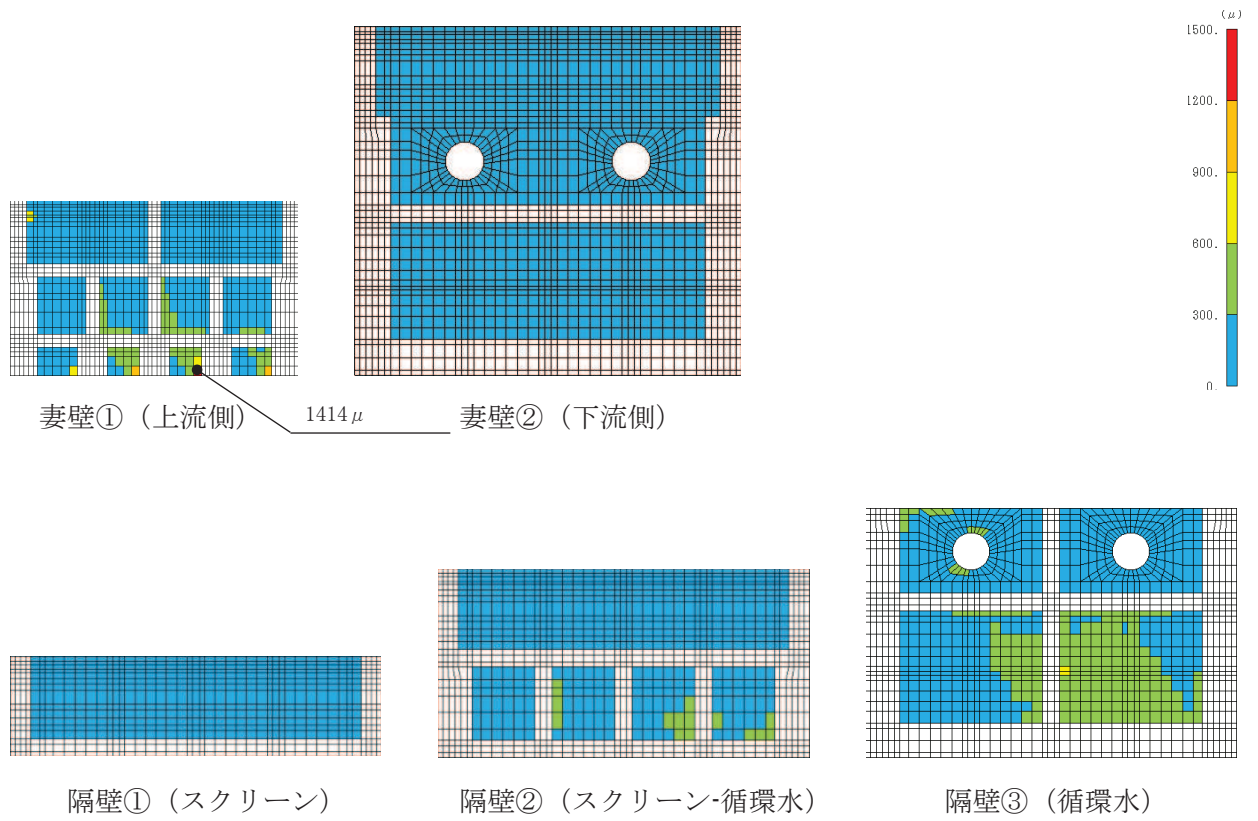 (μ)
1500.
1200.
900.
600.
300.
0.
妻壁①（上流側）
1414μ
妻壁②（下流側）
隔壁①（スクリーン）
隔壁②（スクリーン-循環水）
隔壁③（循環水）